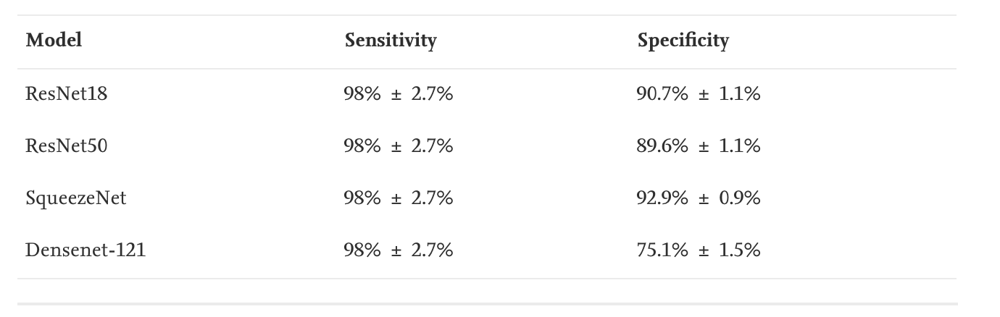 Model Sensitivity Specificity
ResNet18 98% ± 2.7% 90.7% ± 1.1%
ResNet50 98% ± 2.7% 89.6% ± 1.1%
SqueezeNet 98% ± 2.7% 92.9% ± 0.9%
Densenet-121 98% ± 2.7% 75.1% ± 1.5%